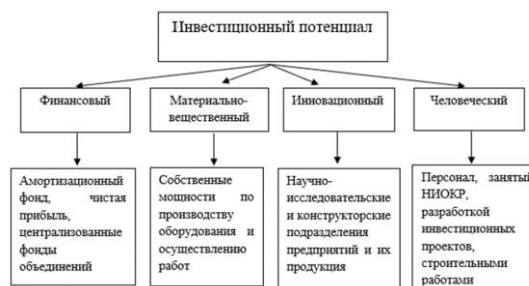 Инвестиционный потенциал
Финансовый
Материально-
вещественный
Инновационный
Человеческий
Амортизационный
фонд, чистая
прибыль,
централизованные
фонды
объединений
Собственные
мощности по
производству
оборудования и
осуществлению
работ
Научно-
исследовательские
и конструкторские
подразделения
предприятий и их
продукция
Персонал, занятый
НИОКР,
разработкой
инвестиционных
проектов,
строительными
работами